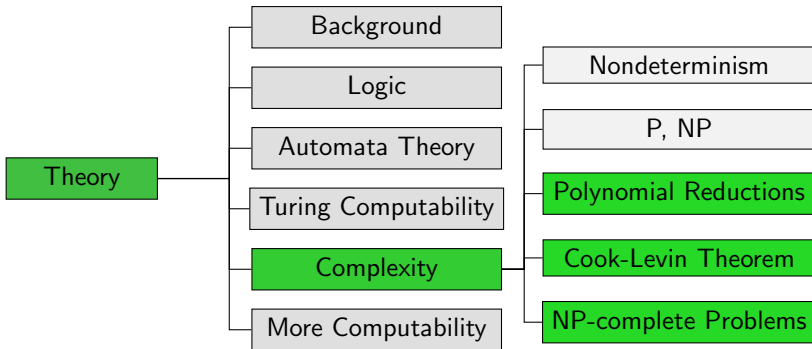 Theory
Background
Logic
Automata Theory
Turing Computability
Complexity
More Computability
Nondeterminism
P, NP
Polynomial Reductions
Cook-Levin Theorem
NP-complete Problems